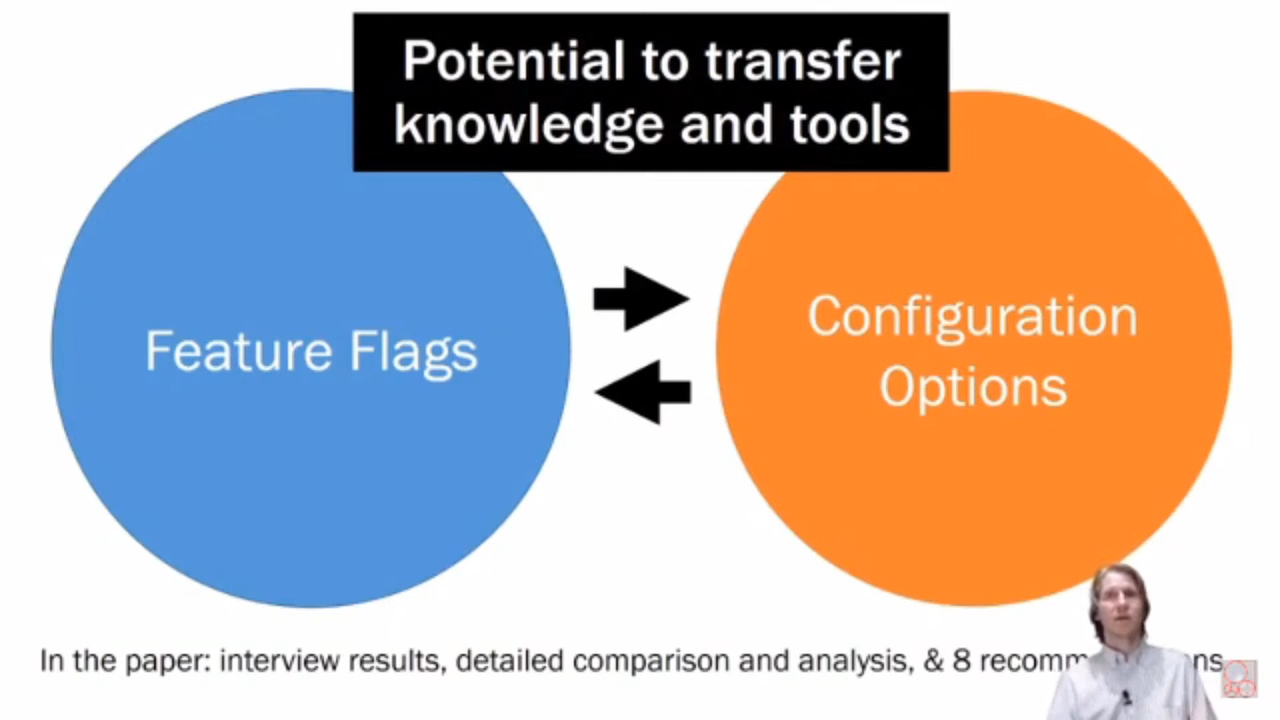 Potential to transfer
knowledge and tools
Feature Flags
Configuration
Options
In the paper: interview results, detailed comparison and analysis, & 8